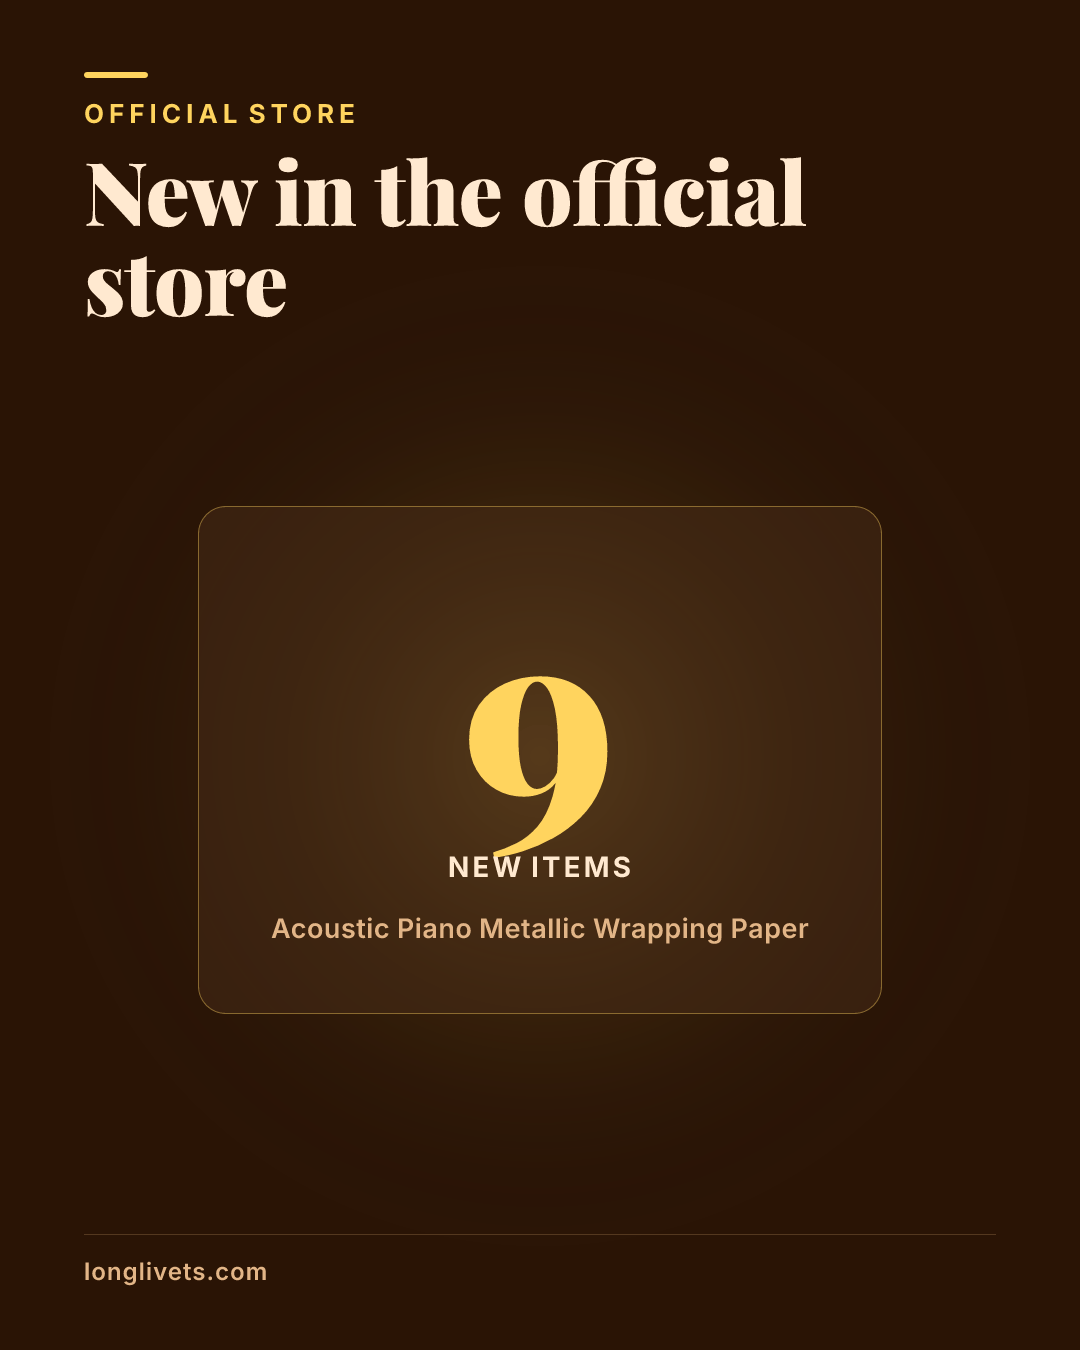 OFFICIAL STORE
New in the official
store
9
NEW ITEMS
Acoustic Piano Metallic Wrapping Paper
longlivets.com